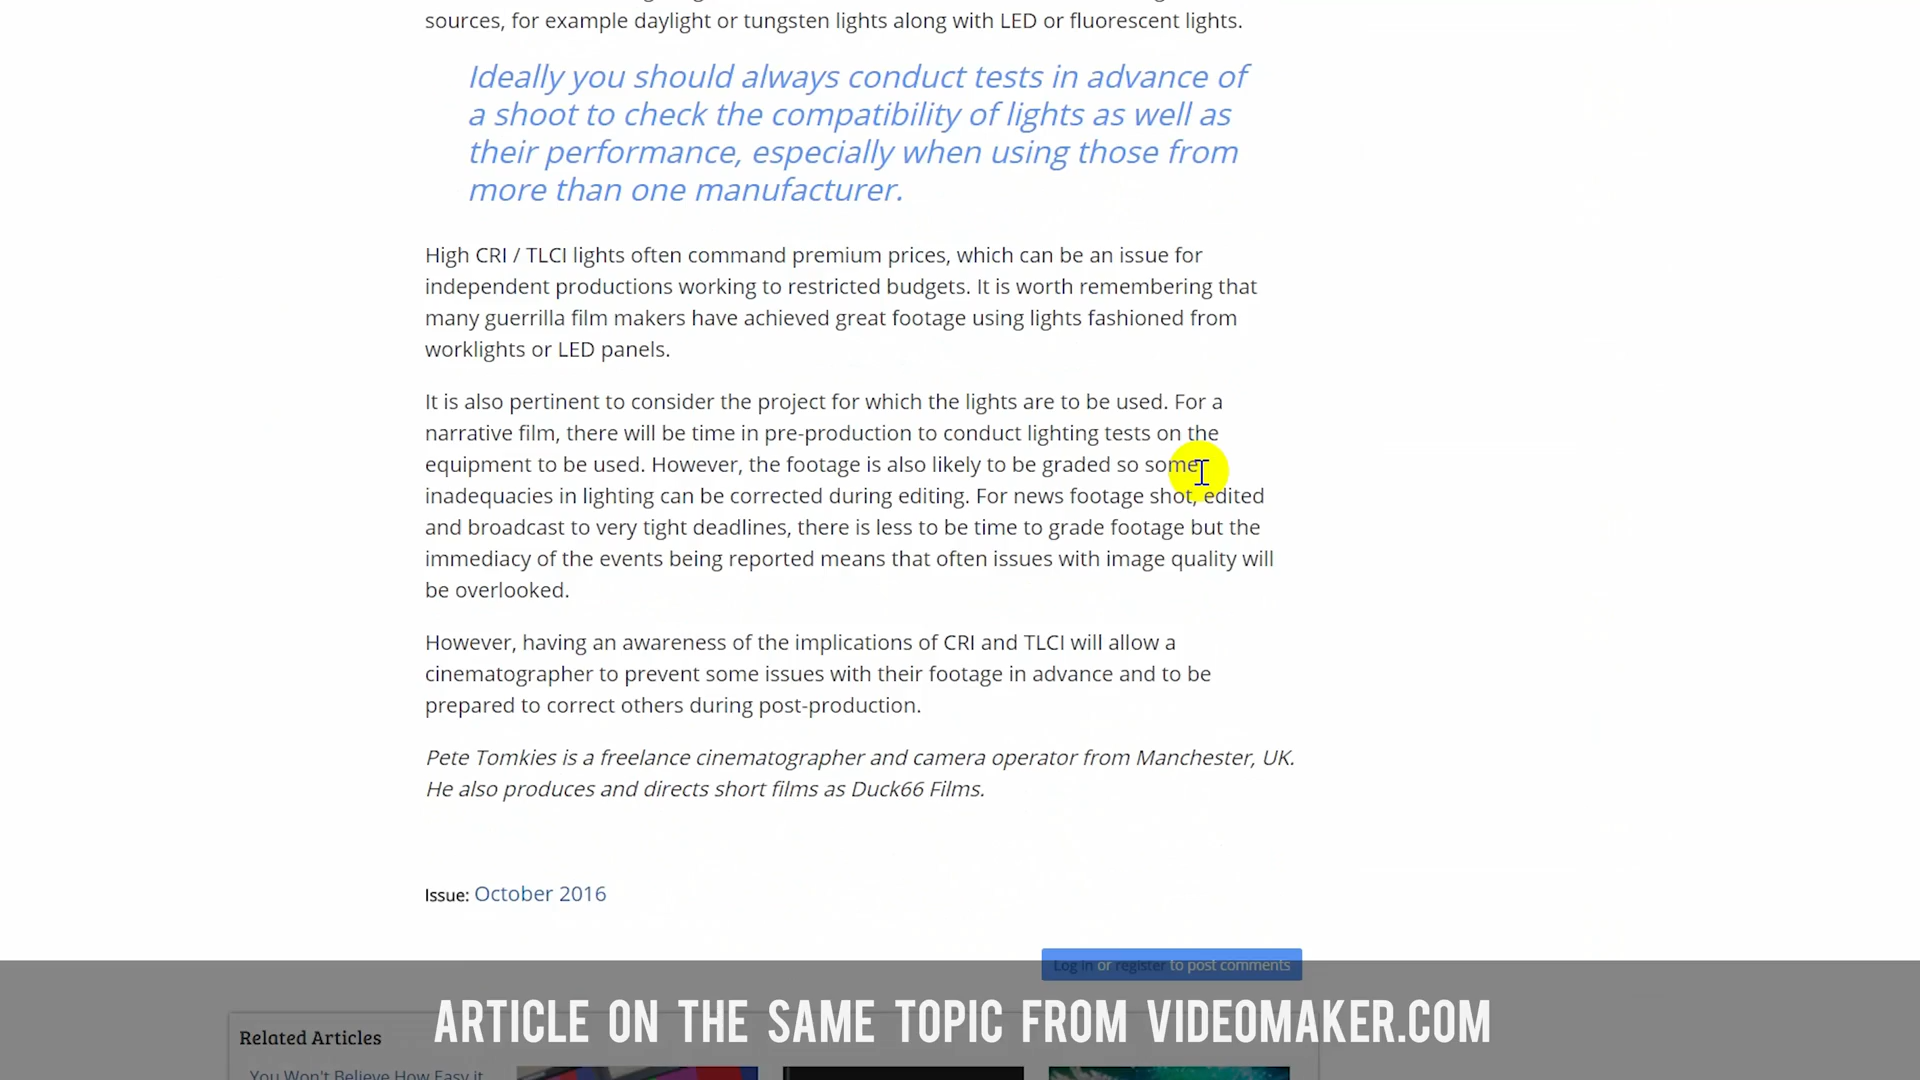 sources, for example daylight or tungsten lights along with LED or fluorescent lights.
Ideally you should always conduct tests in advance of
a shoot to check the compatibility of lights as well as
their performance, especially when using those from
more than one manufacturer.
High CRI / TLCI lights often command premium prices, which can be an issue for
independent productions working to restricted budgets. It is worth remembering that
many guerrilla film makers have achieved great footage using lights fashioned from
worklights or LED panels.
It is also pertinent to consider the project for which the lights are to be used. For a
narrative film, there will be time in pre-production to conduct lighting tests on the
equipment to be used. However, the footage is also likely to be graded so some
inadequacies in lighting can be corrected during editing. For news footage shot, edited
and broadcast to very tight deadlines, there is less to be time to grade footage but the
immediacy of the events being reported means that often issues with image quality will
be overlooked.
However, having an awareness of the implications of CRI and TLCI will allow a
cinematographer to prevent some issues with their footage in advance and to be
prepared to correct others during post-production.
Pete Tomkies is a freelance cinematographer and camera operator from Manchester, UK.
He also produces and directs short films as Duck66 Films.
Issue: October 2016
Log in or register to post comments
ARTICLE ON THE SAME TOPIC FROM VIDEOMAKER.COM
Related Articles
You Won't Believe How Easy it